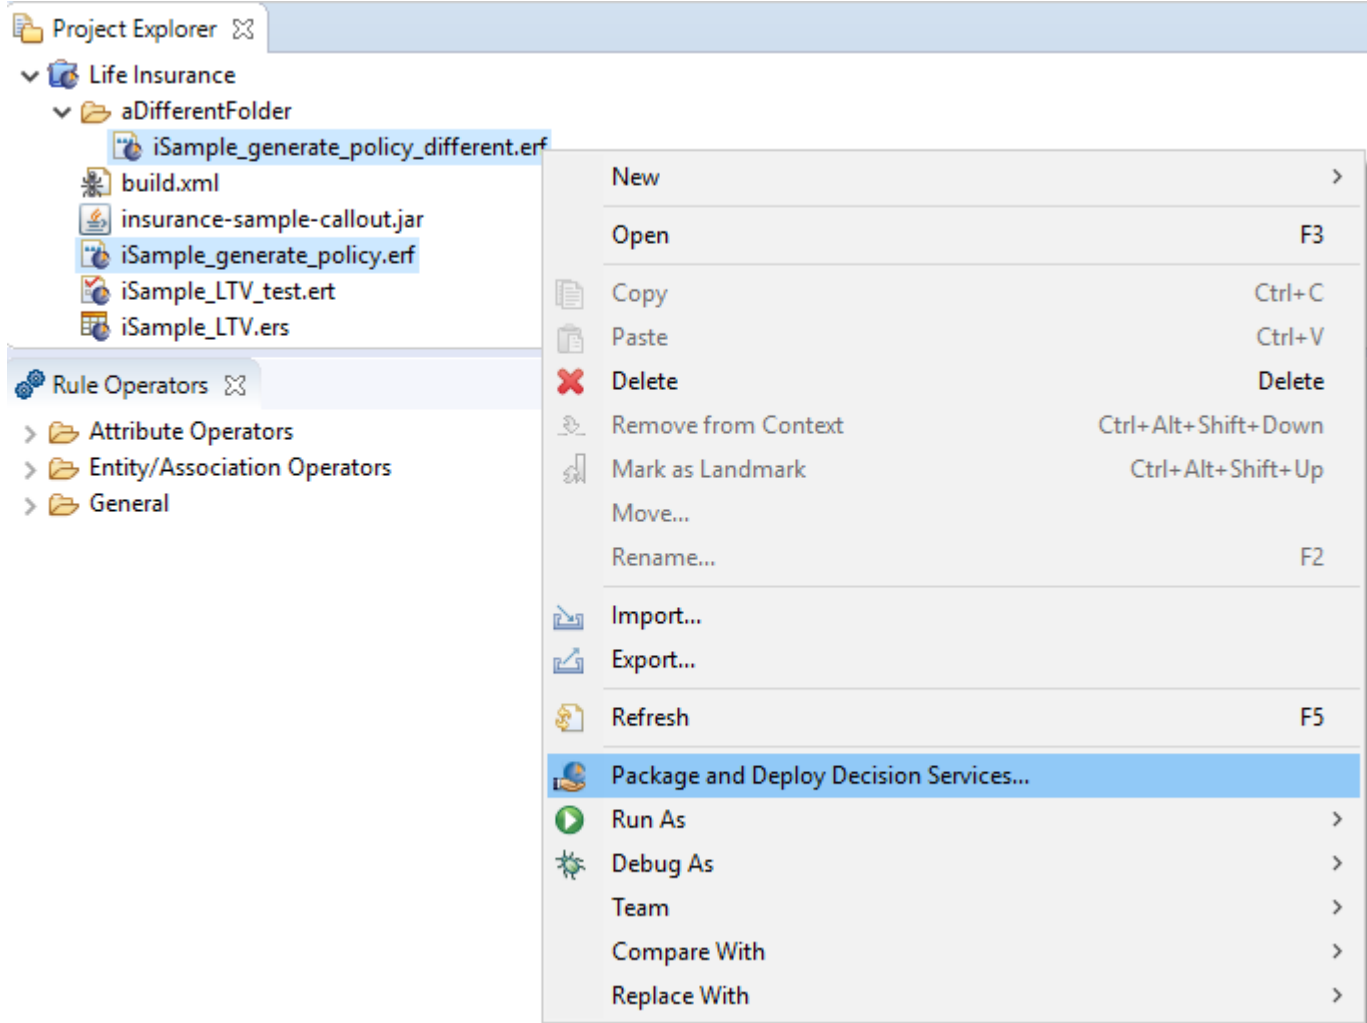 Project Explorer
Life Insurance
aDifferentFolder
iSample_generate_policy_different.erf
build.xml
insurance-sample-callout.jar
iSample_generate_policy.erf
iSample_LTV_test.ert
iSample_LTV.ers
Rule Operators
Attribute Operators
Entity/Association Operators
General
New
Open F3
Copy Ctrl+C
Paste Ctrl+V
Delete Delete
Remove from Context Ctrl+Alt+Shift+Down
Mark as Landmark Ctrl+Alt+Shift+Up
Move...
Rename... F2
Import...
Export...
Refresh F5
Package and Deploy Decision Services...
Run As
Debug As
Team
Compare With
Replace With